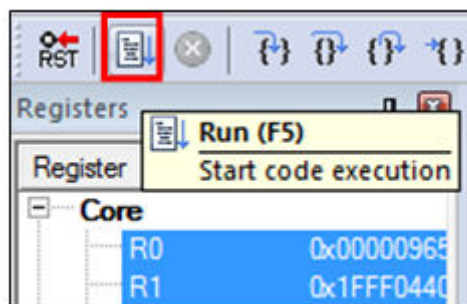 RST
{} {} {} {}
Registers
Run (F5)
Register
Start code execution
Core
R0 0x00000965
R1 0x1FFF0440